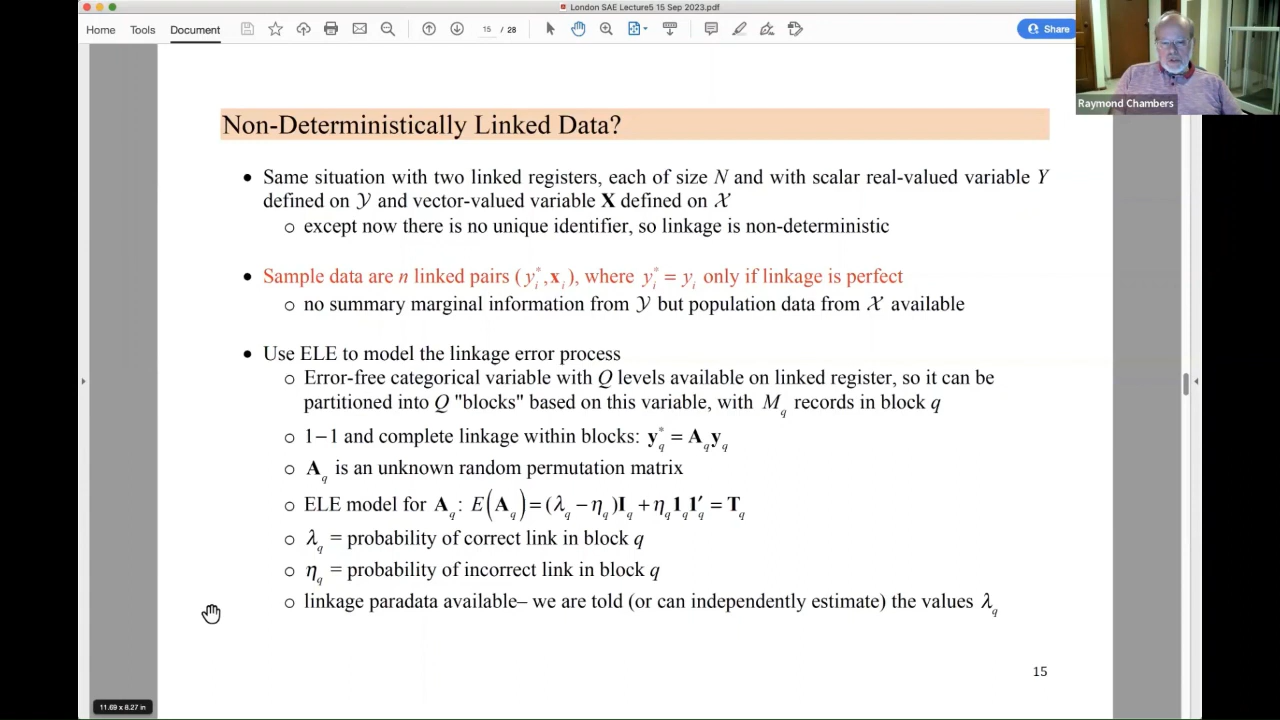 London SAE Lecture5 15 Sep 2023.pdf
Home Tools Document 15 / 28 Share
Raymond Chambers
Non-Deterministically Linked Data?
• Same situation with two linked registers, each of size N and with scalar real-valued variable Y
defined on 𝒴 and vector-valued variable X defined on 𝒳
o except now there is no unique identifier, so linkage is non-deterministic
• Sample data are n linked pairs (y*_i, x_i), where y*_i = y_i only if linkage is perfect
o no summary marginal information from 𝒴 but population data from 𝒳 available
• Use ELE to model the linkage error process
o Error-free categorical variable with Q levels available on linked register, so it can be
partitioned into Q "blocks" based on this variable, with M_q records in block q
o 1−1 and complete linkage within blocks: y*_q = A_q y_q
o A_q is an unknown random permutation matrix
o ELE model for A_q: E(A_q) = (λ_q − η_q)I_q + η_q 1_q 1′_q = T_q
o λ_q = probability of correct link in block q
o η_q = probability of incorrect link in block q
o linkage paradata available– we are told (or can independently estimate) the values λ_q
15
11.69 x 8.27 in